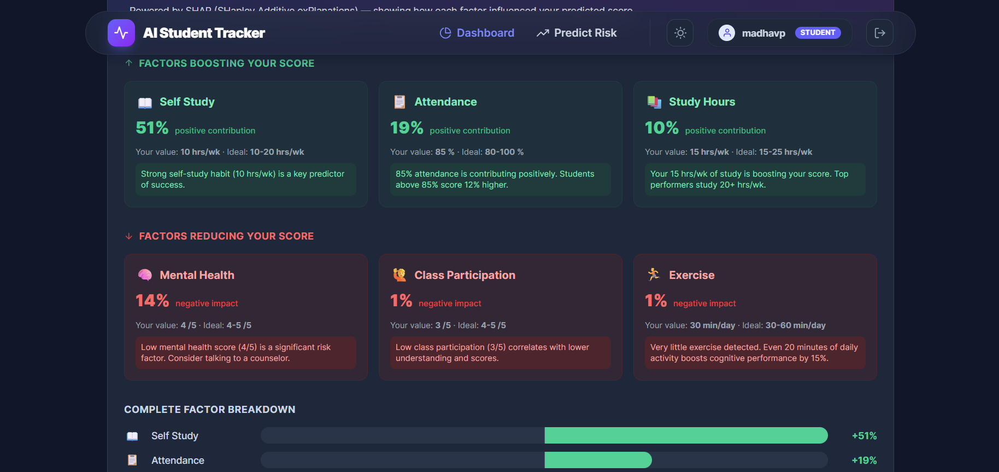 Powered by SHAP (SHapley Additive exPlanations) — showing how each factor influenced your predicted score
AI Student Tracker
Dashboard
Predict Risk
madhavp
STUDENT
↑ FACTORS BOOSTING YOUR SCORE
Self Study
51% positive contribution
Your value: 10 hrs/wk · Ideal: 10-20 hrs/wk
Strong self-study habit (10 hrs/wk) is a key predictor
of success.
Attendance
19% positive contribution
Your value: 85 % · Ideal: 80-100 %
85% attendance is contributing positively. Students
above 85% score 12% higher.
Study Hours
10% positive contribution
Your value: 15 hrs/wk · Ideal: 15-25 hrs/wk
Your 15 hrs/wk of study is boosting your score. Top
performers study 20+ hrs/wk.
↓ FACTORS REDUCING YOUR SCORE
Mental Health
14% negative impact
Your value: 4 /5 · Ideal: 4-5 /5
Low mental health score (4/5) is a significant risk
factor. Consider talking to a counselor.
Class Participation
1% negative impact
Your value: 3 /5 · Ideal: 4-5 /5
Low class participation (3/5) correlates with lower
understanding and scores.
Exercise
1% negative impact
Your value: 30 min/day · Ideal: 30-60 min/day
Very little exercise detected. Even 20 minutes of daily
activity boosts cognitive performance by 15%.
COMPLETE FACTOR BREAKDOWN
Self Study +51%
Attendance +19%